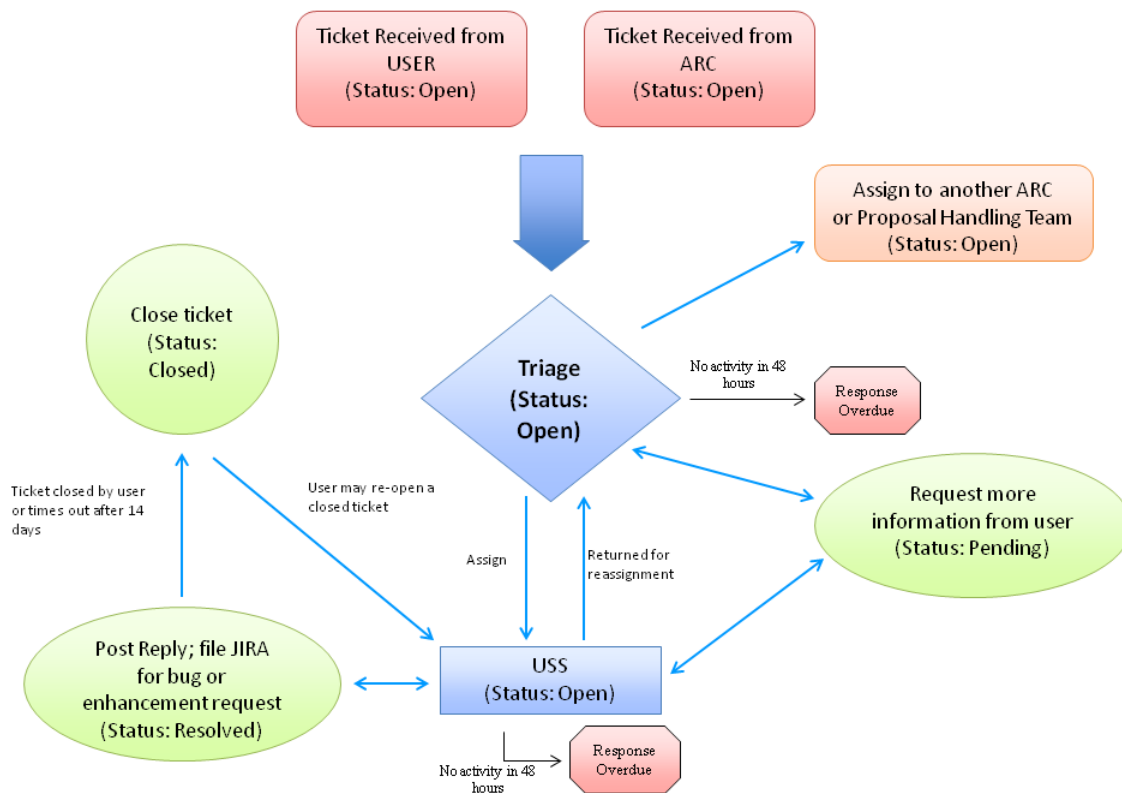 Ticket Received from
USER
(Status: Open)
Ticket Received from
ARC
(Status: Open)
Assign to another ARC
or Proposal Handling Team
(Status: Open)
Close ticket
(Status:
Closed)
Triage
(Status:
Open)
No activity in 48
hours
Response
Overdue
Ticket closed by user
or times out after 14
days
User may re-open a
closed ticket
Request more
information from user
(Status: Pending)
Assign
Returned for
reassignment
Post Reply; file JIRA
for bug or
enhancement request
(Status: Resolved)
USS
(Status: Open)
No activity in 48
hours
Response
Overdue